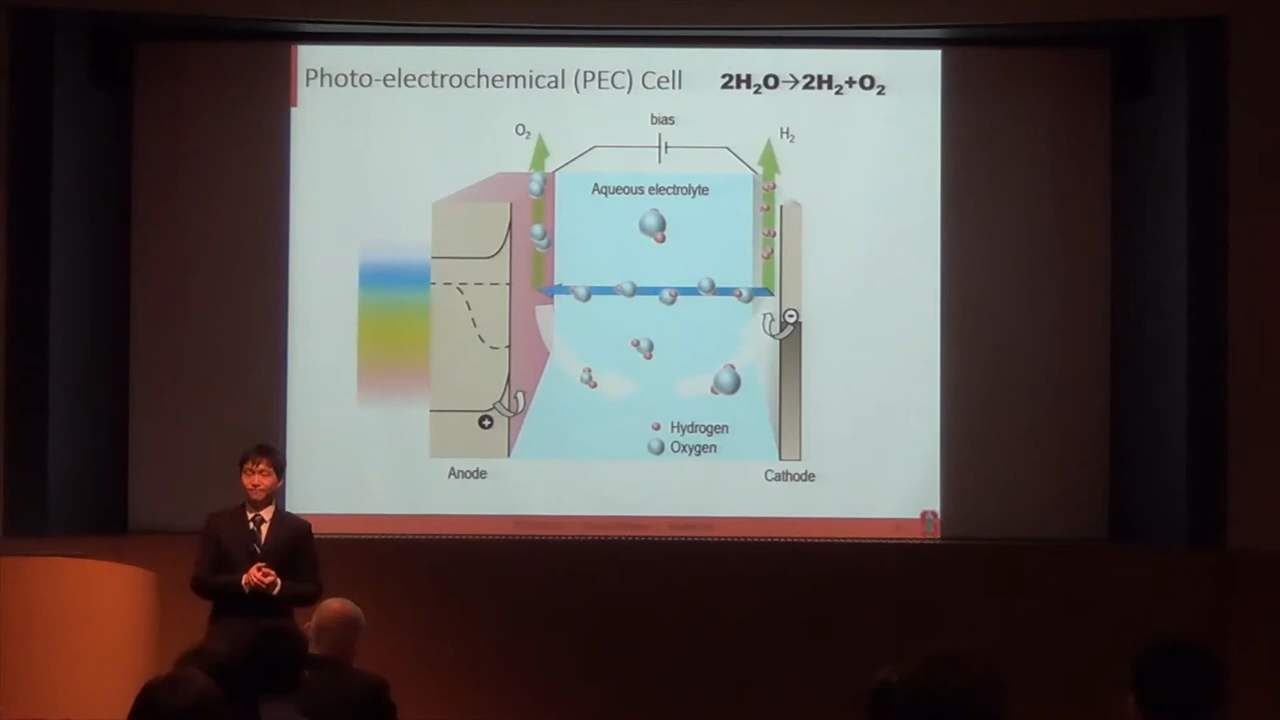 Photo-electrochemical (PEC) Cell
2H₂O→2H₂+O₂
bias
O₂
H₂
Aqueous electrolyte
Hydrogen
Oxygen
Anode
Cathode